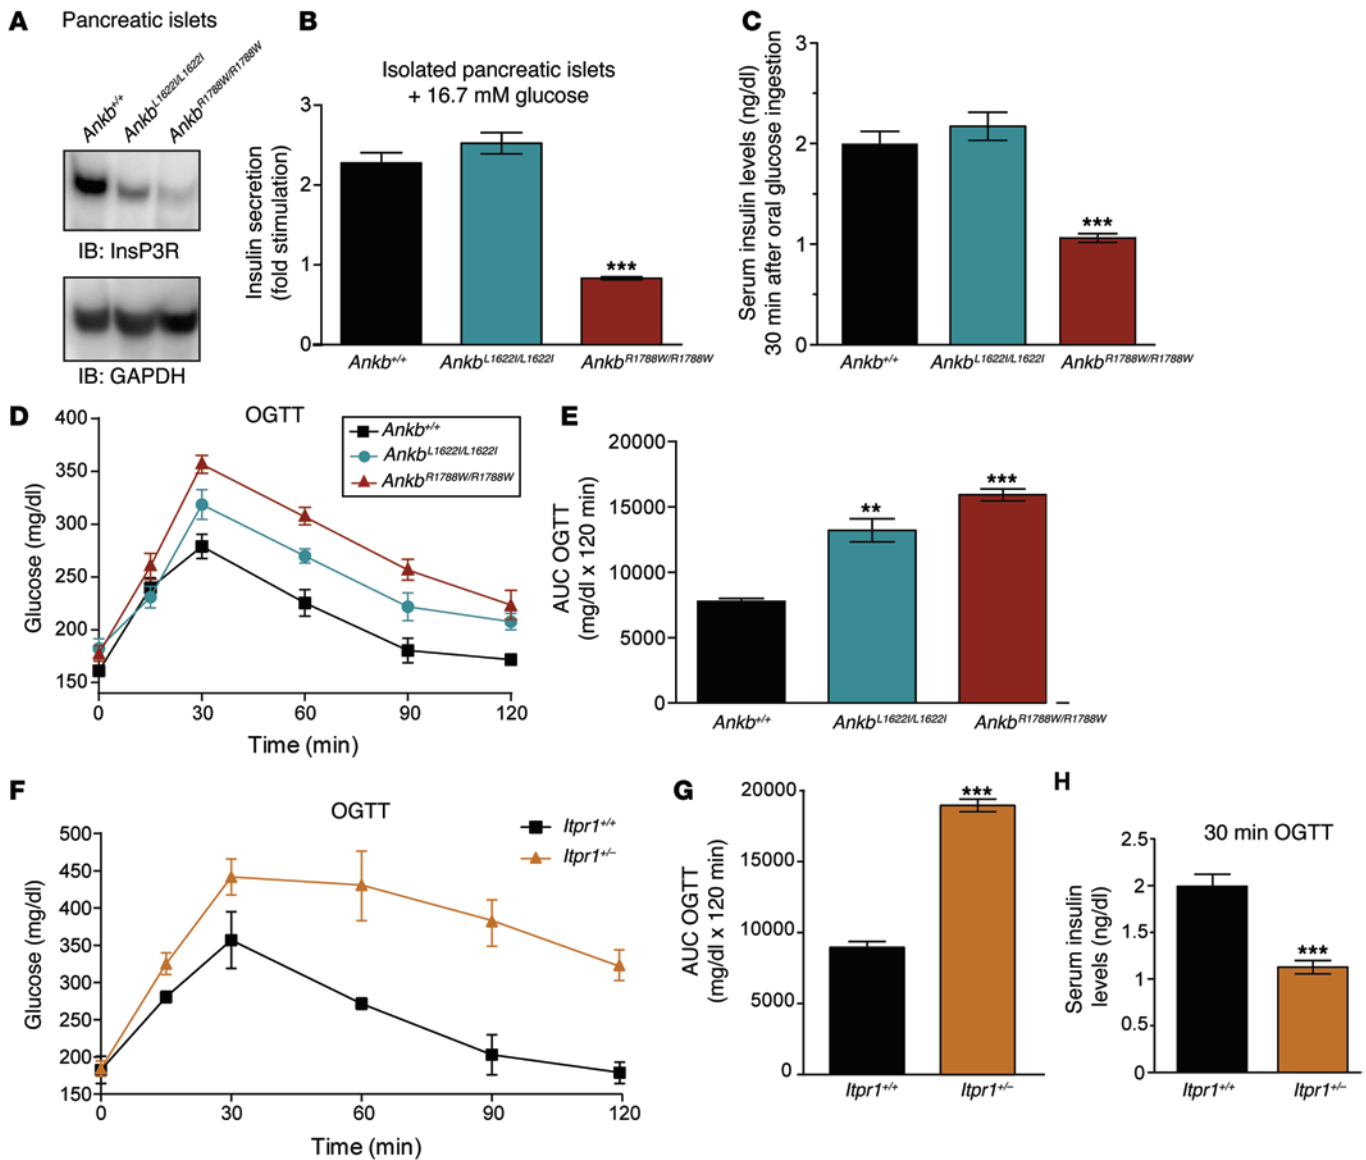 A
Pancreatic islets
Ankb+/+
AnkbL1622I/L1622I
AnkbR1788W/R1788W
IB: InsP3R
IB: GAPDH
B
Isolated pancreatic islets
+ 16.7 mM glucose
Insulin secretion
(fold stimulation)
3
2
1
0
***
Ankb+/+
AnkbL1622I/L1622I
AnkbR1788W/R1788W
C
Serum insulin levels (ng/dl)
30 min after oral glucose ingestion
3
2
1
0
***
Ankb+/+
AnkbL1622I/L1622I
AnkbR1788W/R1788W
D
OGTT
Ankb+/+
AnkbL1622I/L1622I
AnkbR1788W/R1788W
Glucose (mg/dl)
400
350
300
250
200
150
0
30
60
90
120
Time (min)
E
AUC OGTT
(mg/dl x 120 min)
20000
15000
10000
5000
0
**
***
Ankb+/+
AnkbL1622I/L1622I
AnkbR1788W/R1788W
F
OGTT
Itpr1+/+
Itpr1+/–
Glucose (mg/dl)
500
450
400
350
300
250
200
150
0
30
60
90
120
Time (min)
G
AUC OGTT
(mg/dl x 120 min)
20000
15000
10000
5000
0
***
Itpr1+/+
Itpr1+/–
H
30 min OGTT
Serum insulin
levels (ng/dl)
2.5
2
1.5
1
0.5
0
***
Itpr1+/+
Itpr1+/–